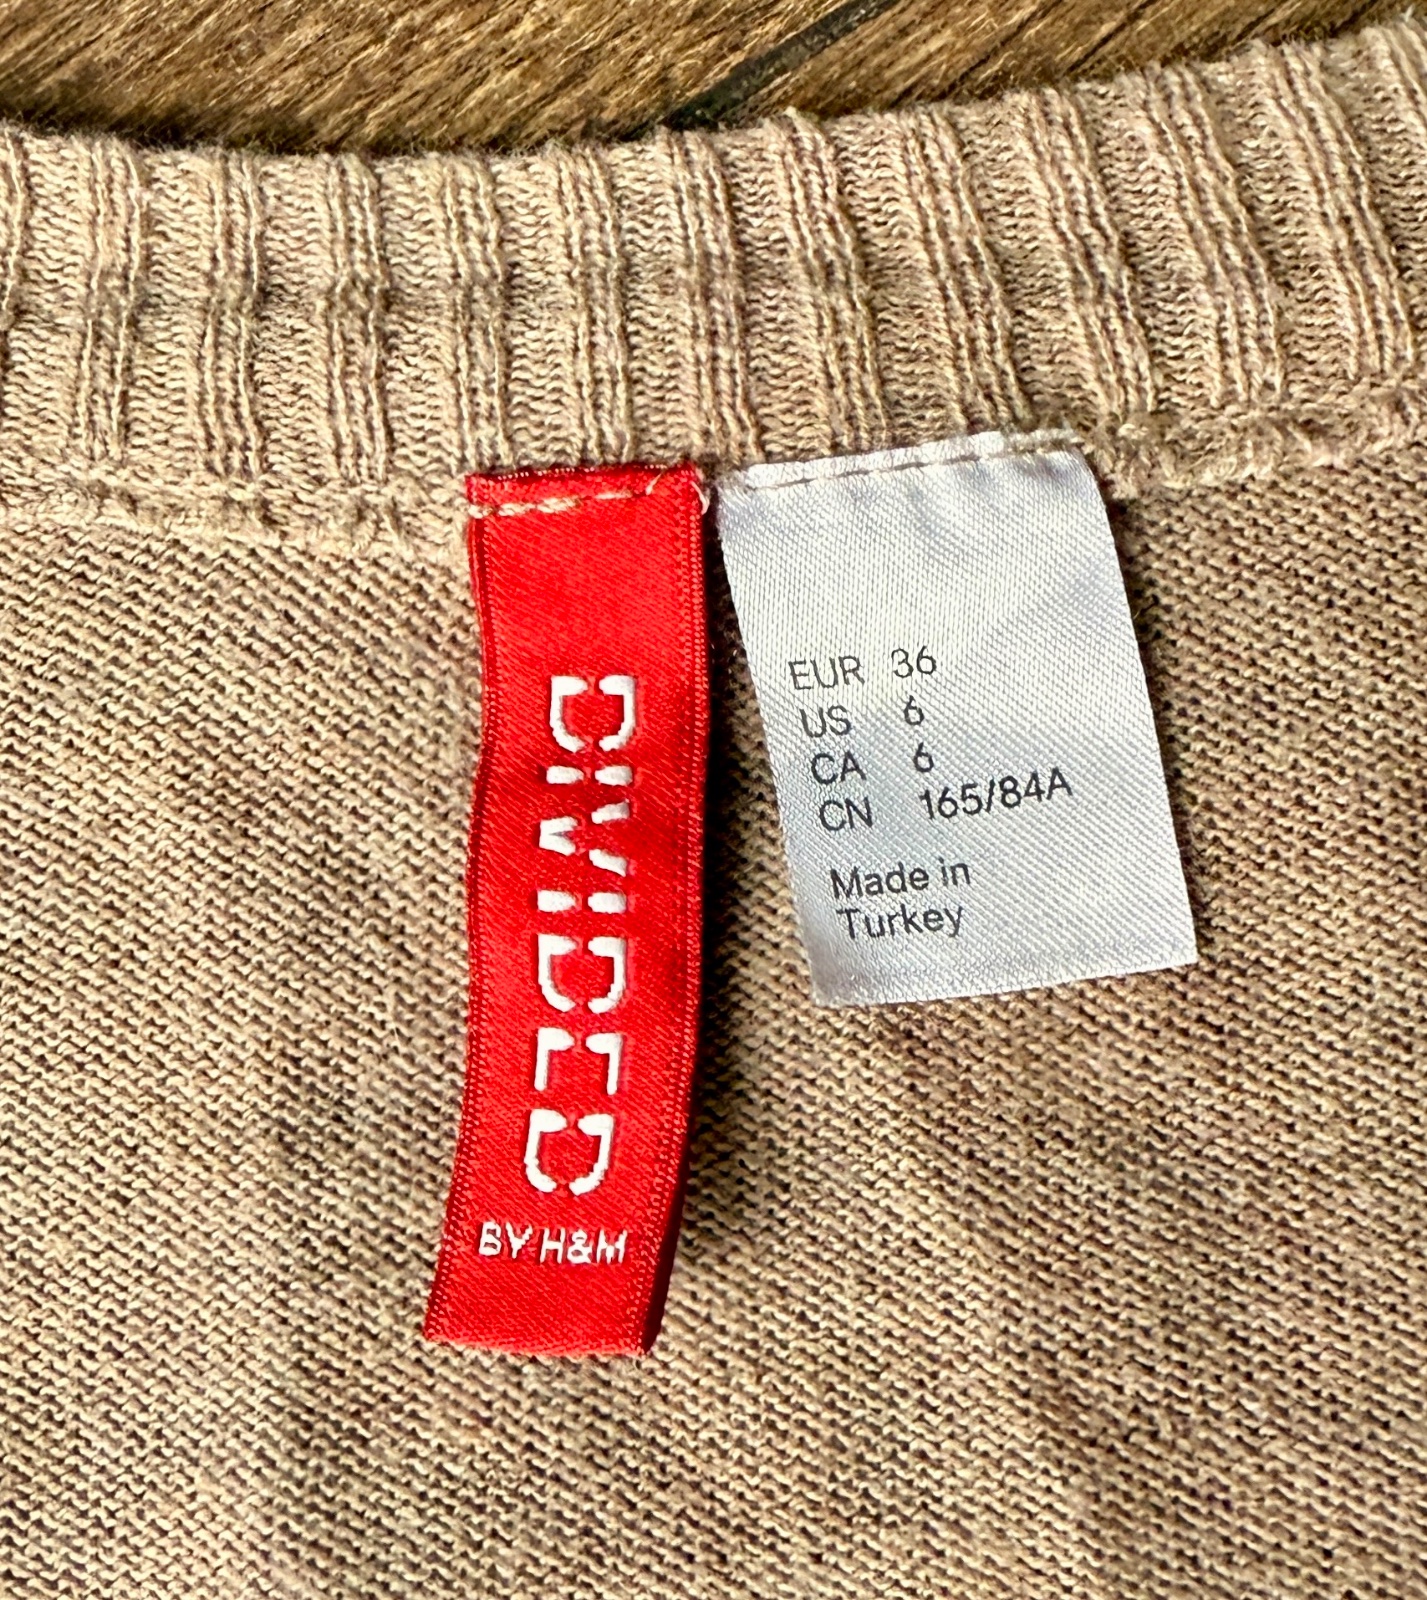 DIVIDED
BY H&M
EUR 36
US 6
CA 6
CN 165/84A
Made in
Turkey